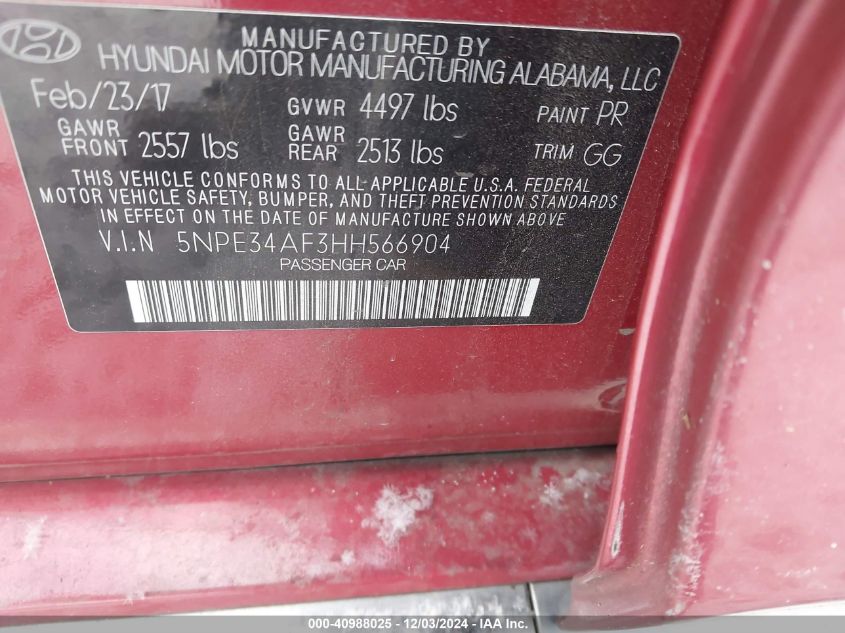 MANUFACTURED BY
HYUNDAI MOTOR MANUFACTURING ALABAMA, LLC
Feb/23/17 GVWR 4497 lbs PAINT PR
GAWR FRONT 2557 lbs GAWR REAR 2513 lbs TRIM GG
THIS VEHICLE CONFORMS TO ALL APPLICABLE U.S.A. FEDERAL
MOTOR VEHICLE SAFETY, BUMPER, AND THEFT PREVENTION STANDARDS
IN EFFECT ON THE DATE OF MANUFACTURE SHOWN ABOVE
V.I.N 5NPE34AF3HH566904
PASSENGER CAR
000-40988025 - 12/03/2024 - IAA Inc.